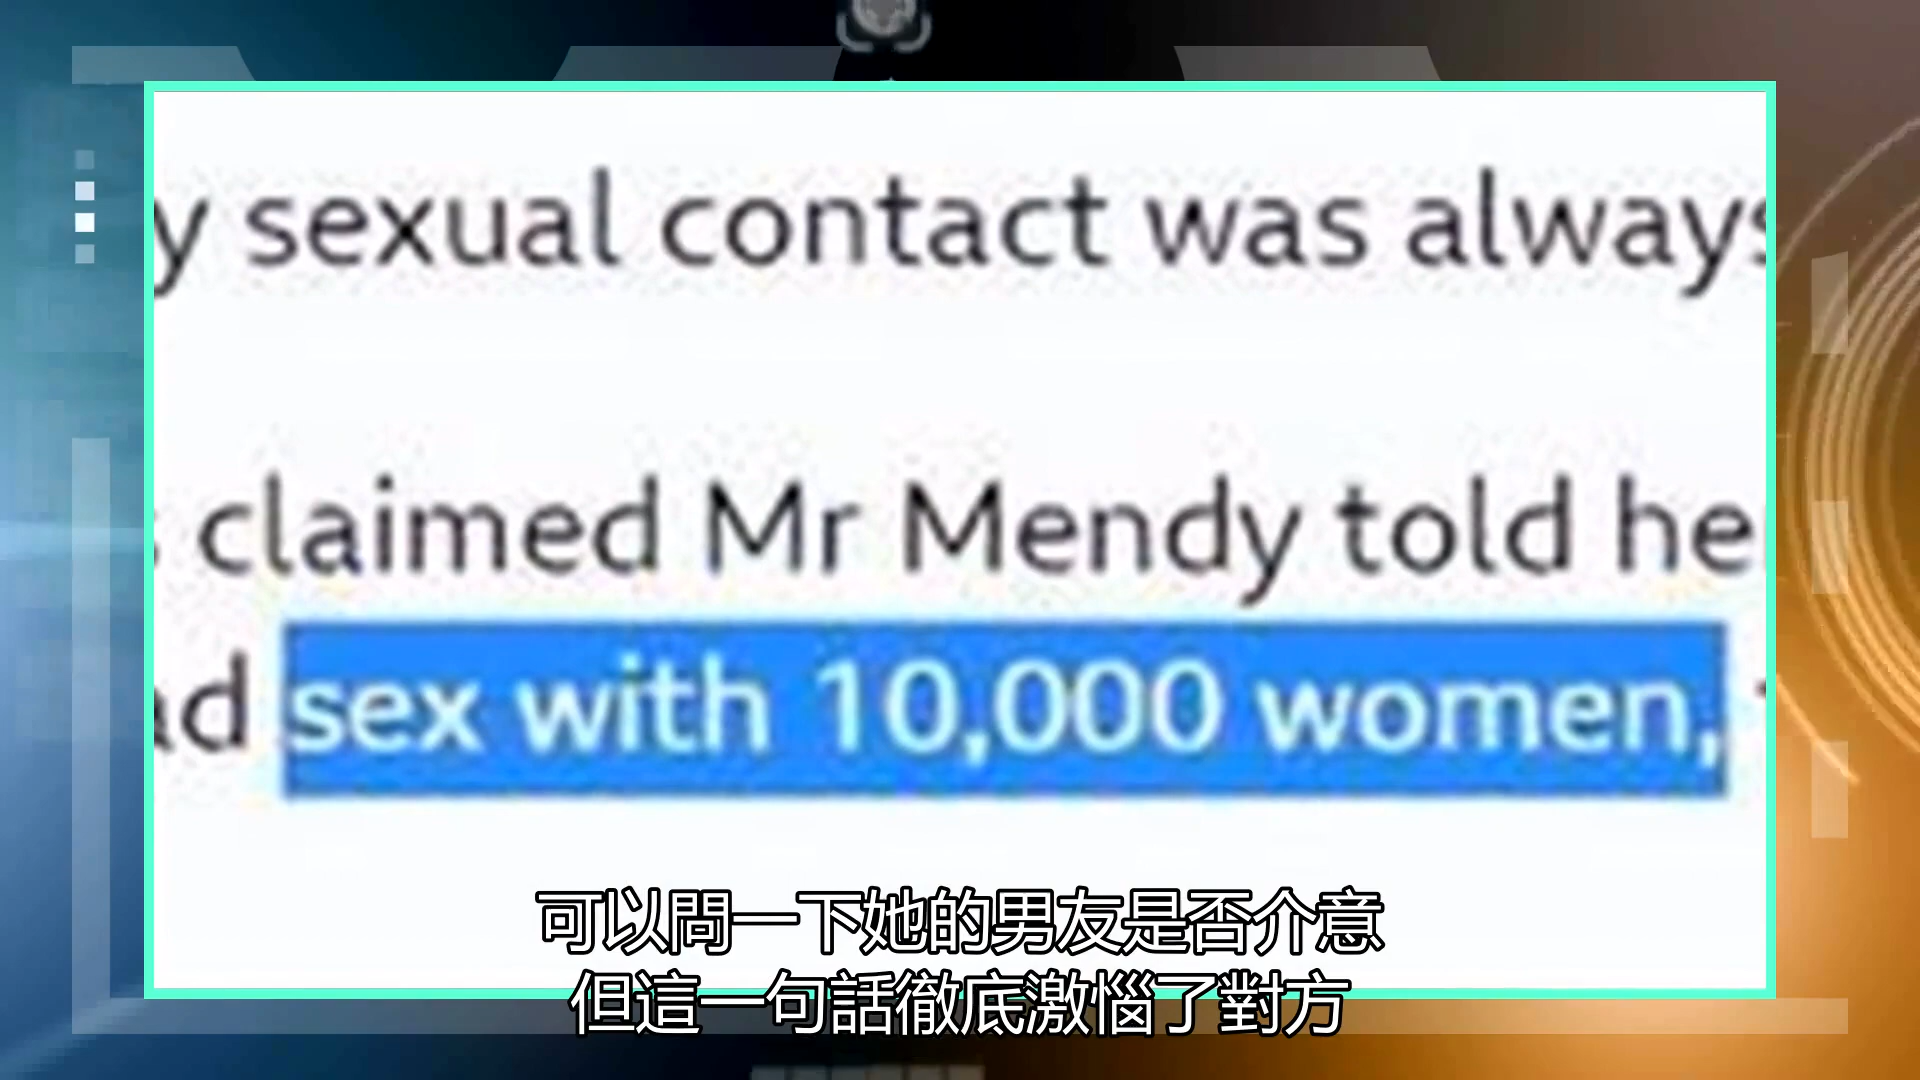 y sexual contact was always
claimed Mr Mendy told he
sex with 10,000 women,
可以問一下她的男友是否介意
但這一句話徹底激惱了對方